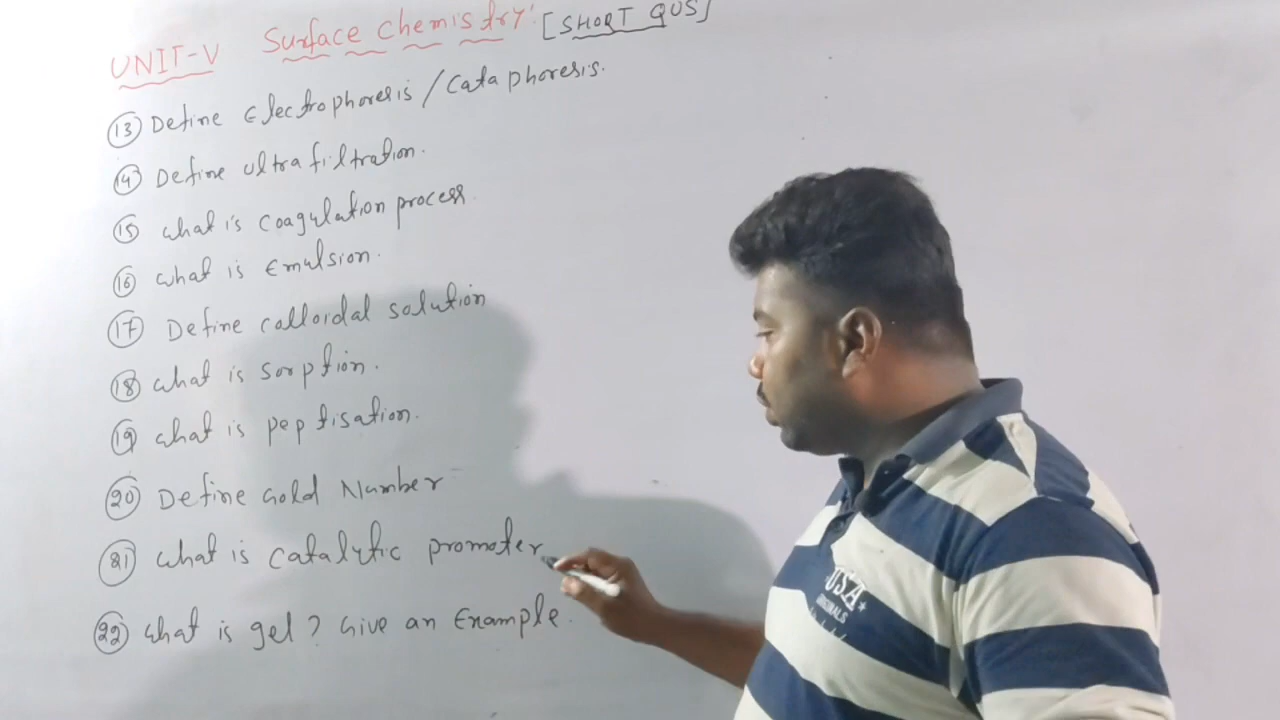 UNIT-V Surface Chemistry: [SHORT QUS]
13 Define Electrophoresis / Cataphoresis.
14 Define ultrafiltration.
15 what is coagulation process.
16 what is Emulsion.
17 Define colloidal solution
18 what is sorption.
19 what is peptisation.
20 Define Gold Number
21 what is catalytic promoter
22 what is gel? Give an Example.
USA
ORIGINALS